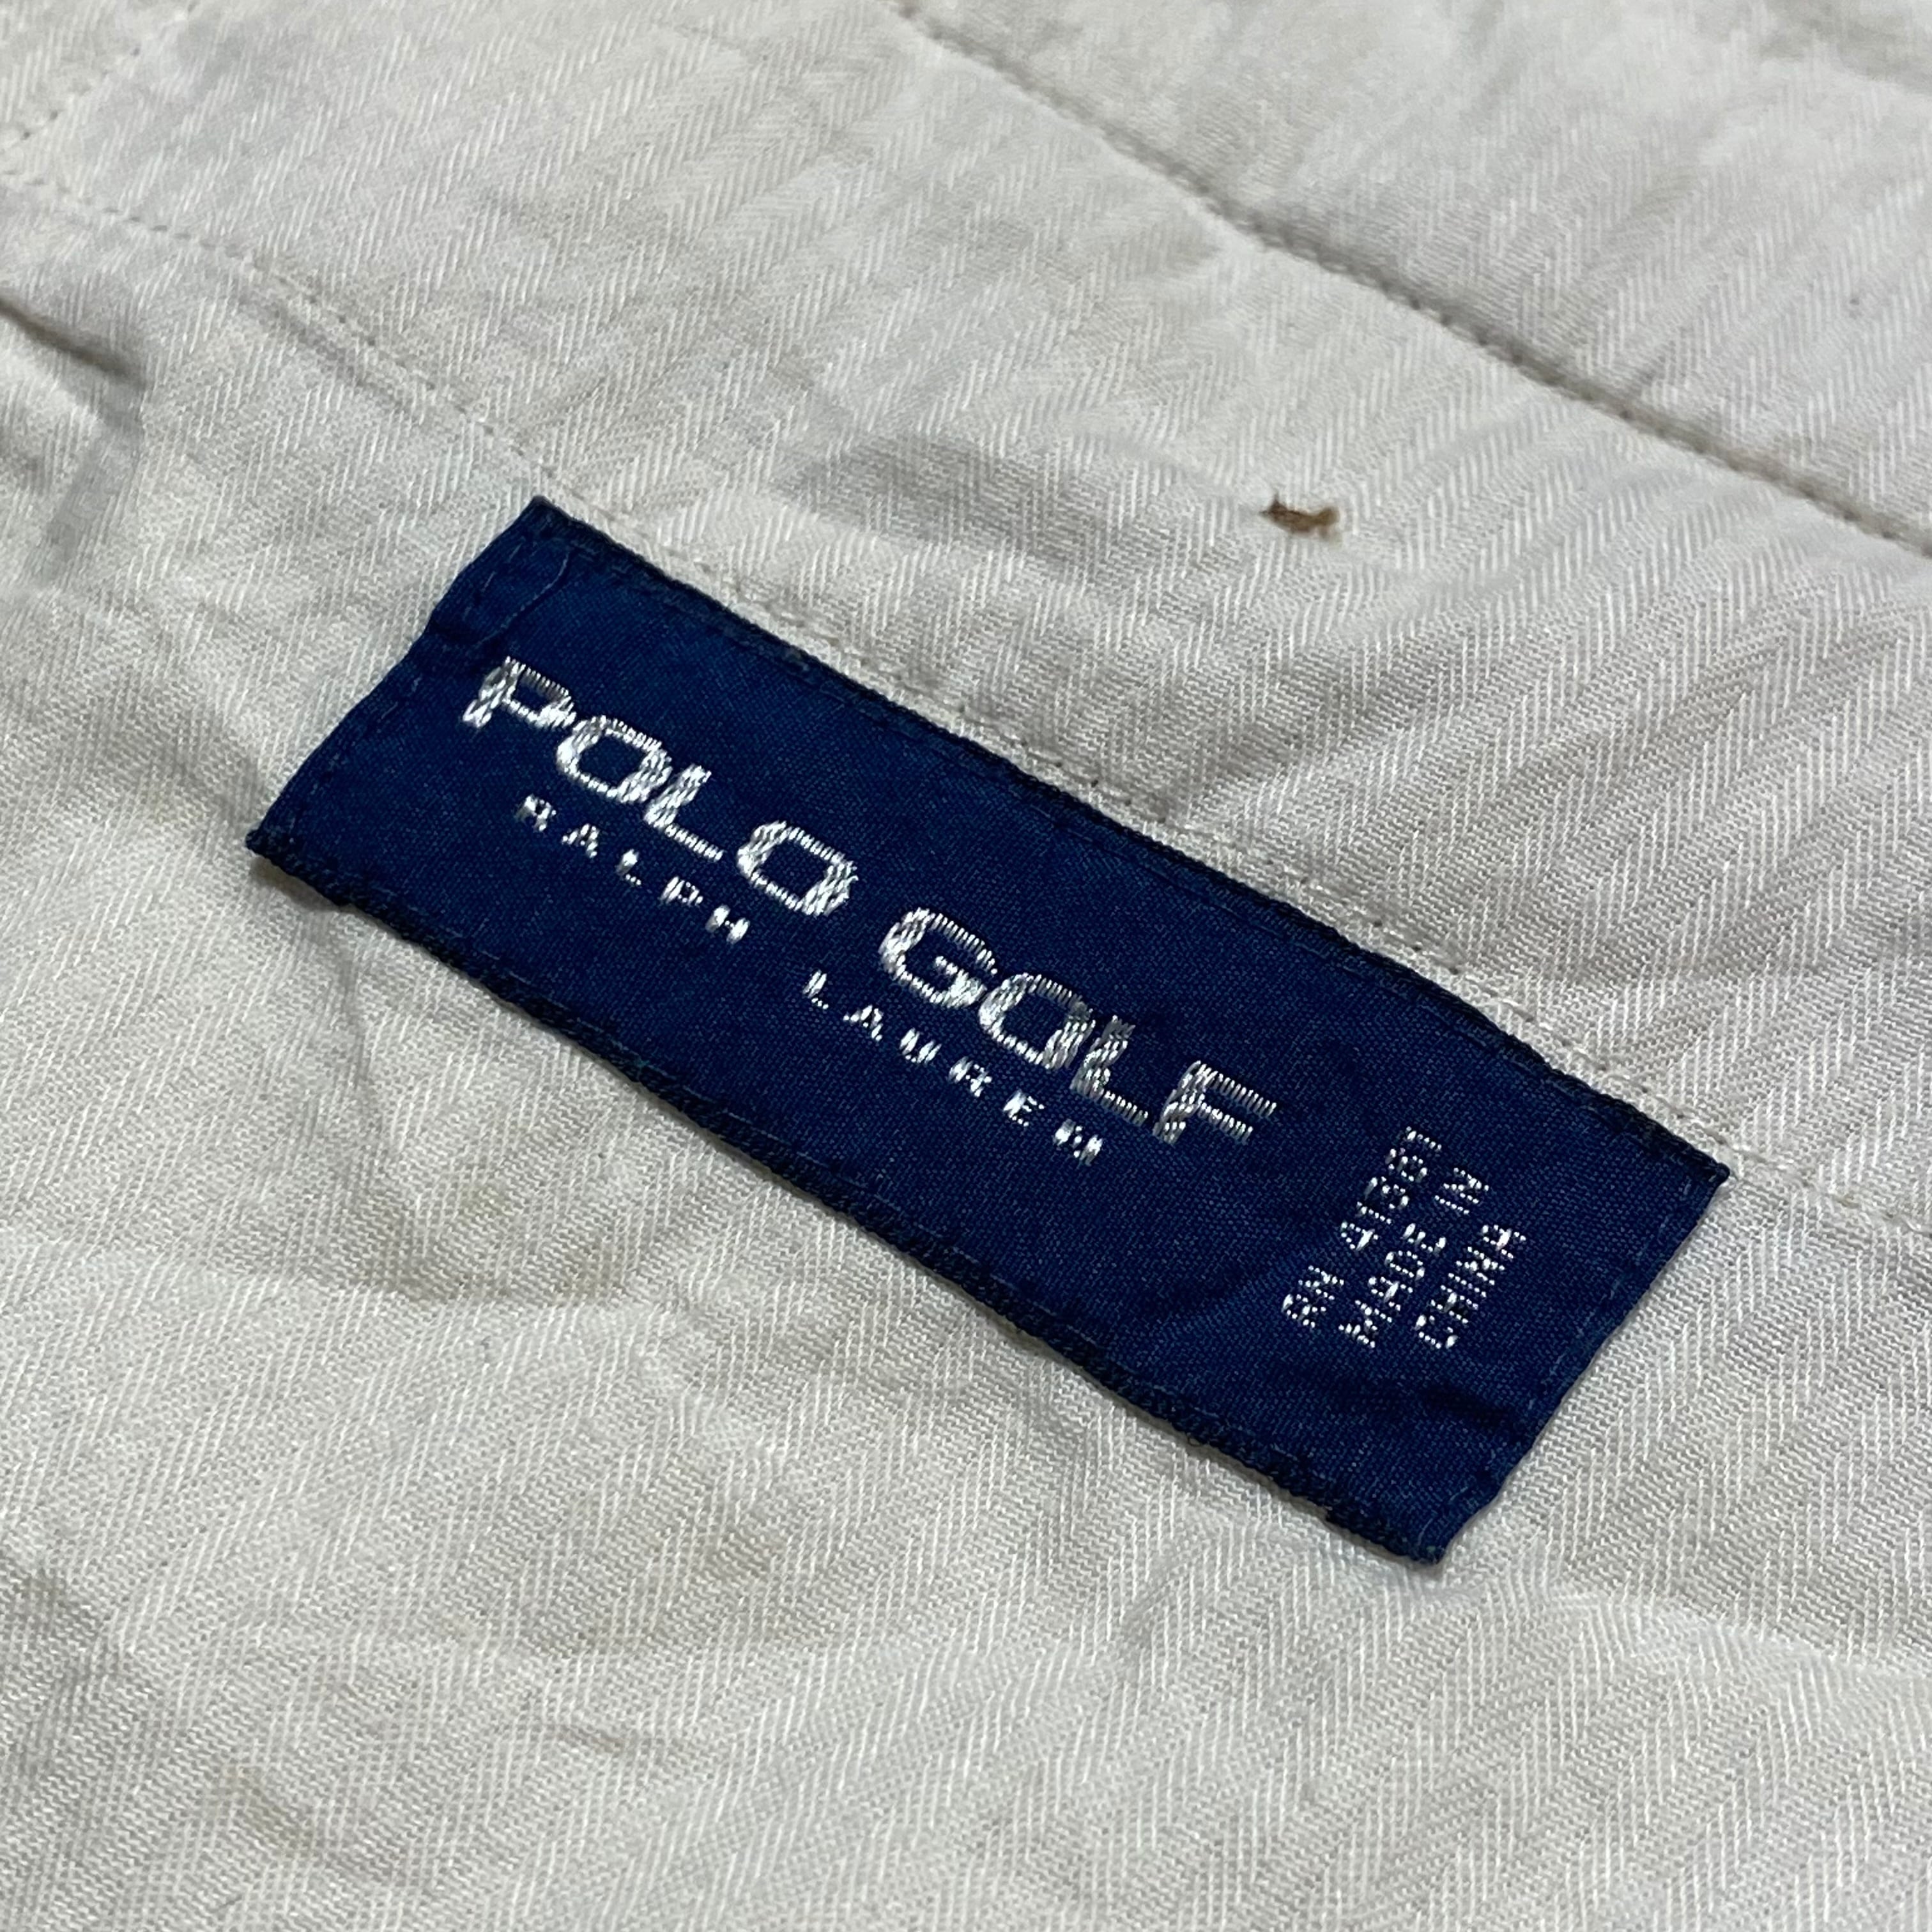 POLO GOLF
RALPH LAUREN
RN 41381
MADE IN
CHINA